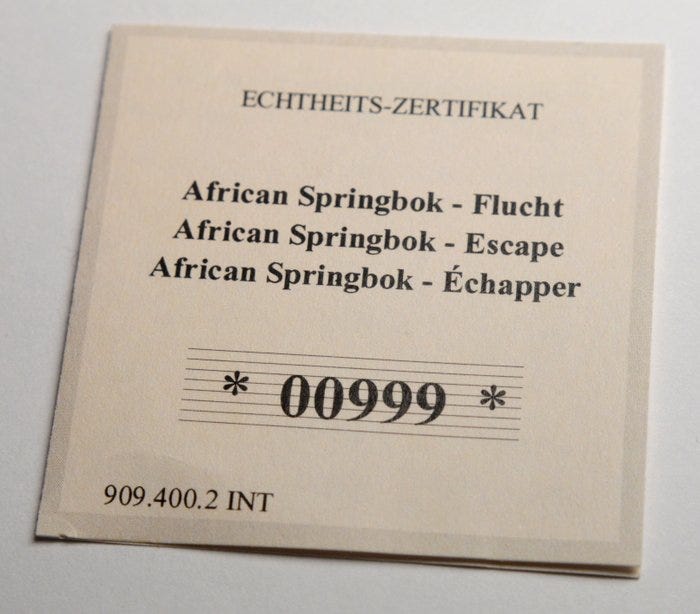 ECHTHEITS-ZERTIFIKAT
African Springbok - Flucht
African Springbok - Escape
African Springbok - Échapper
* 00999 *
909.400.2 INT